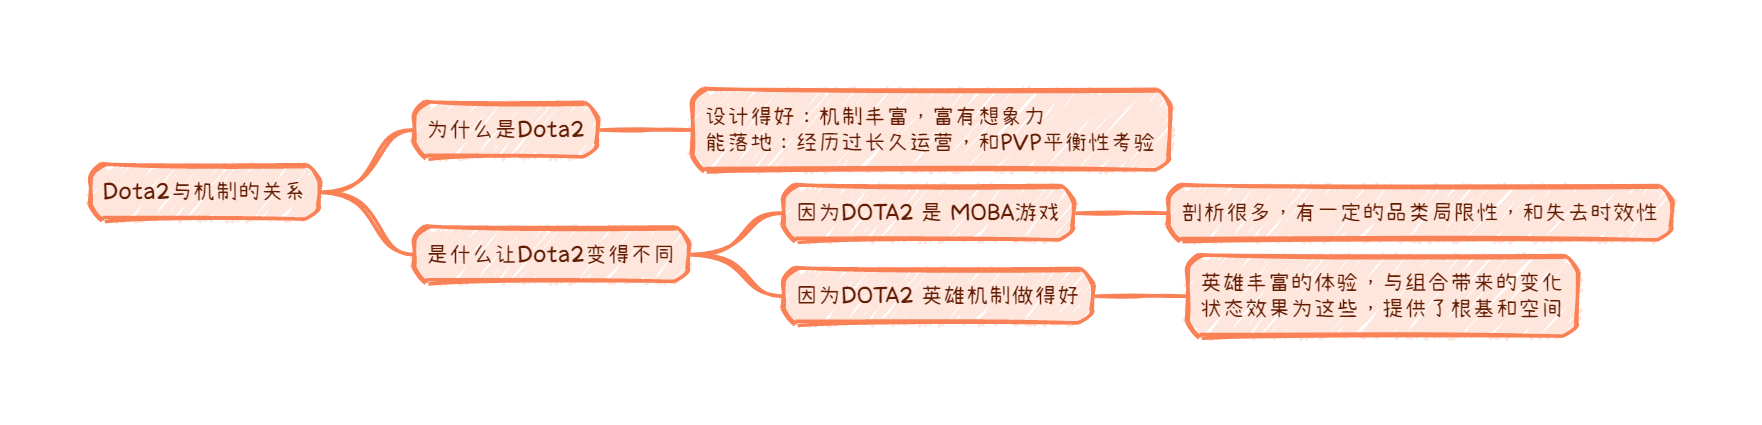 Dota2与机制的关系
为什么是Dota2
设计得好：机制丰富，富有想象力
能落地：经历过长久运营，和PVP平衡性考验
是什么让Dota2变得不同
因为DOTA2 是 MOBA游戏
剖析很多，有一定的品类局限性，和失去时效性
因为DOTA2 英雄机制做得好
英雄丰富的体验，与组合带来的变化
状态效果为这些，提供了根基和空间